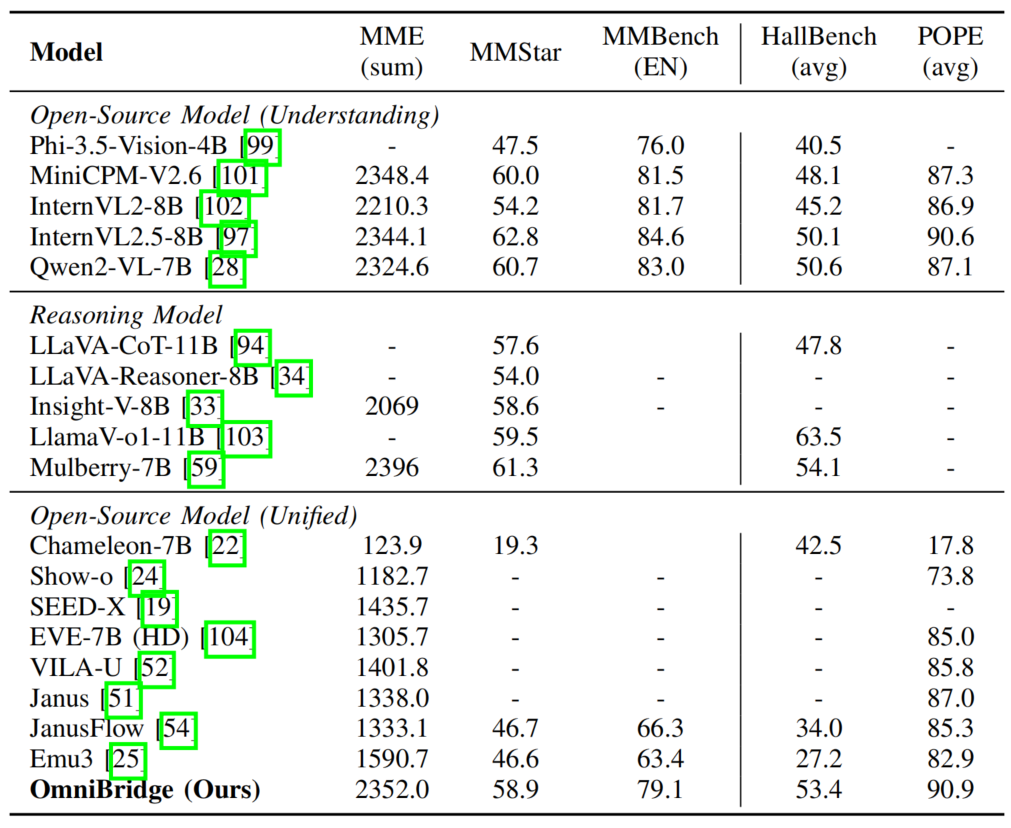 Model MME (sum) MMStar MMBench (EN) HallBench (avg) POPE (avg)
Open-Source Model (Understanding)
Phi-3.5-Vision-4B [99] - 47.5 76.0 40.5 -
MiniCPM-V2.6 [101] 2348.4 60.0 81.5 48.1 87.3
InternVL2-8B [102] 2210.3 54.2 81.7 45.2 86.9
InternVL2.5-8B [97] 2344.1 62.8 84.6 50.1 90.6
Qwen2-VL-7B [28] 2324.6 60.7 83.0 50.6 87.1
Reasoning Model
LLaVA-CoT-11B [94] - 57.6 47.8 -
LLaVA-Reasoner-8B [34] - 54.0 - - -
Insight-V-8B [33] 2069 58.6 - - -
LlamaV-o1-11B [103] - 59.5 63.5 -
Mulberry-7B [59] 2396 61.3 54.1 -
Open-Source Model (Unified)
Chameleon-7B [22] 123.9 19.3 42.5 17.8
Show-o [24] 1182.7 - - - 73.8
SEED-X [19] 1435.7 - - - -
EVE-7B (HD) [104] 1305.7 - - - 85.0
VILA-U [52] 1401.8 - - - 85.8
Janus [51] 1338.0 - - - 87.0
JanusFlow [54] 1333.1 46.7 66.3 34.0 85.3
Emu3 [25] 1590.7 46.6 63.4 27.2 82.9
OmniBridge (Ours) 2352.0 58.9 79.1 53.4 90.9